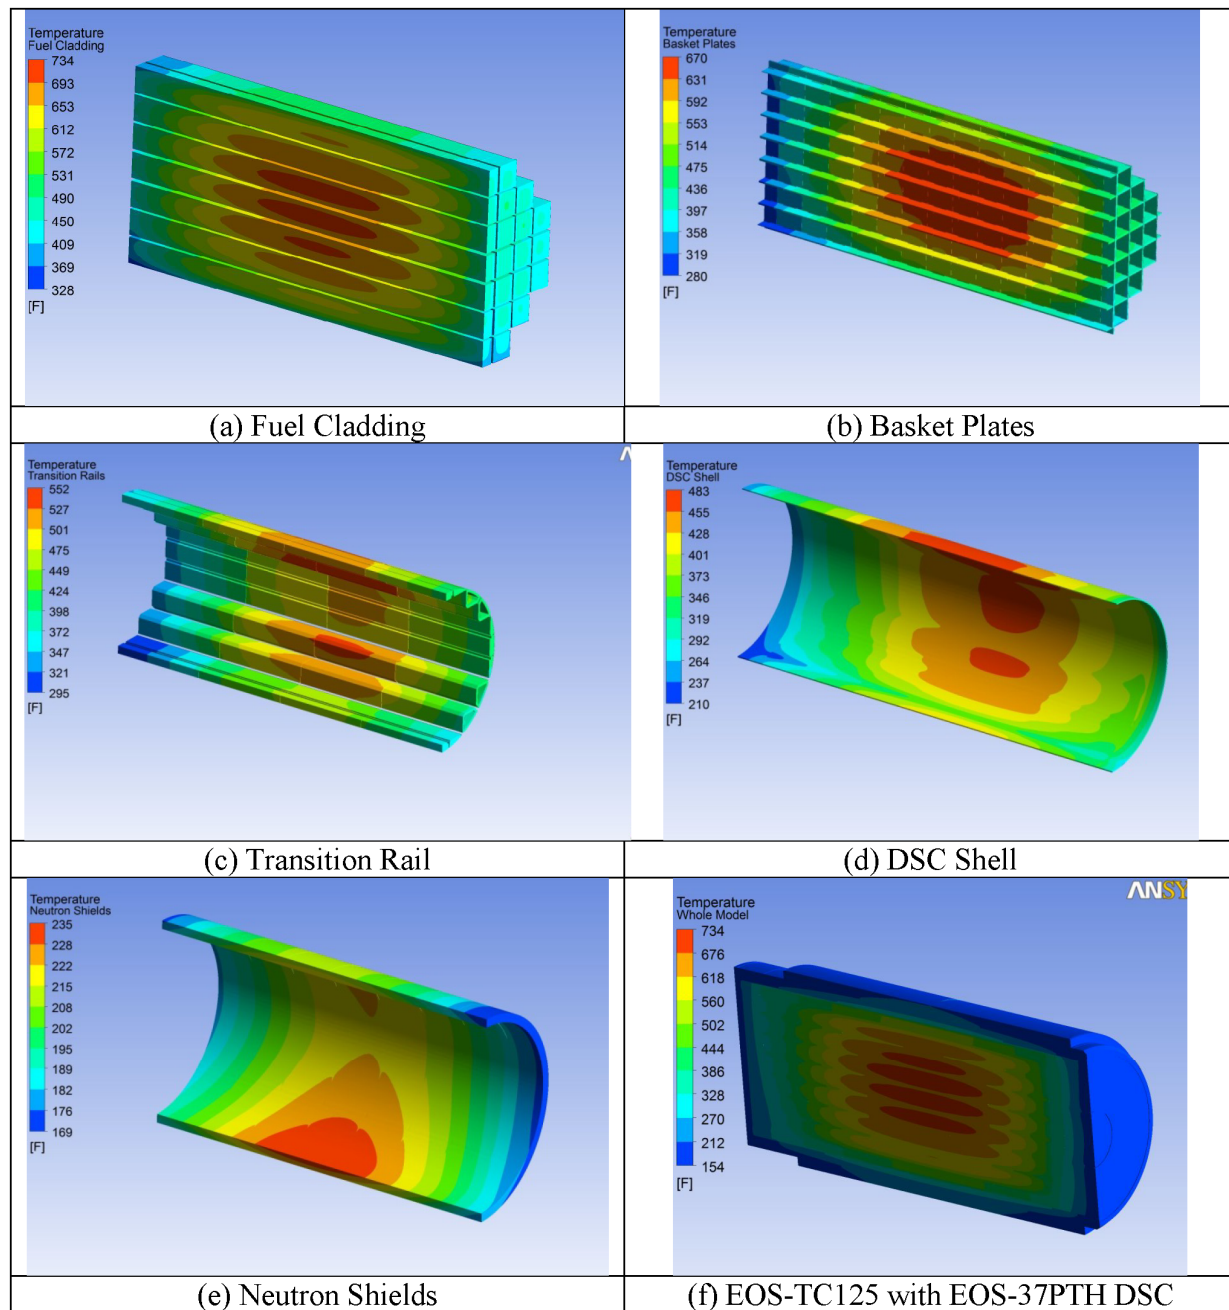 Temperature
Fuel Cladding
734
693
653
612
572
531
490
450
409
369
328
[F]
(a) Fuel Cladding
Temperature
Basket Plates
670
631
592
553
514
475
436
397
358
319
280
[F]
(b) Basket Plates
Temperature
Transition Rails
552
527
501
475
449
424
398
372
347
321
295
[F]
(c) Transition Rail
Temperature
DSC Shell
483
455
428
401
373
346
319
292
264
237
210
[F]
(d) DSC Shell
Temperature
Neutron Shields
235
228
222
215
208
202
195
189
182
176
169
[F]
(e) Neutron Shields
ANSY
Temperature
Whole Model
734
676
618
560
502
444
386
328
270
212
154
[F]
(f) EOS-TC125 with EOS-37PTH DSC